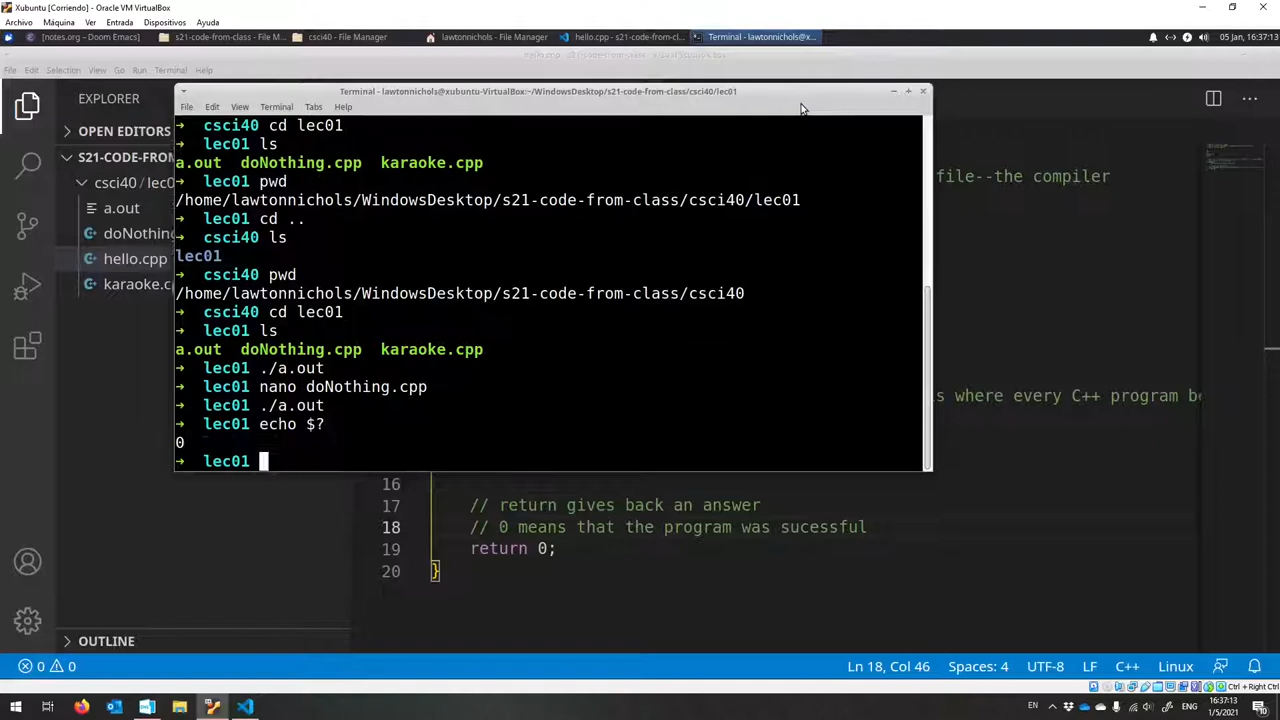 Xubuntu [Corriendo] - Oracle VM VirtualBox
Archivo Máquina Ver Entrada Dispositivos Ayuda
[notes.org – Doom Emacs] s21-code-from-class - File M... csci40 - File Manager lawtonnichols - File Manager hello.cpp - s21-code-from-cl... Terminal - lawtonnichols@x... 05 Jan, 16:37:13
File Edit Selection View Go Run Terminal Help
Terminal - lawtonnichols@xubuntu-VirtualBox:~/WindowsDesktop/s21-code-from-class/csci40/lec01
File Edit View Terminal Tabs Help
EXPLORER
OPEN EDITORS
S21-CODE-FROM
csci40 / lec0
a.out
doNothing
hello.cpp
karaoke.c
OUTLINE
➜ csci40 cd lec01
➜ lec01 ls
a.out doNothing.cpp karaoke.cpp
➜ lec01 pwd
/home/lawtonnichols/WindowsDesktop/s21-code-from-class/csci40/lec01
➜ lec01 cd ..
➜ csci40 ls
lec01
➜ csci40 pwd
/home/lawtonnichols/WindowsDesktop/s21-code-from-class/csci40
➜ csci40 cd lec01
➜ lec01 ls
a.out doNothing.cpp karaoke.cpp
➜ lec01 ./a.out
➜ lec01 nano doNothing.cpp
➜ lec01 ./a.out
➜ lec01 echo $?
0
➜ lec01
file--the compiler
s where every C++ program be
16
17 // return gives back an answer
18 // 0 means that the program was sucessful
19 return 0;
20 }
0 0 Ln 18, Col 46 Spaces: 4 UTF-8 LF C++ Linux
Ctrl + Right Ctrl
EN ENG 16:37:13
1/5/2021